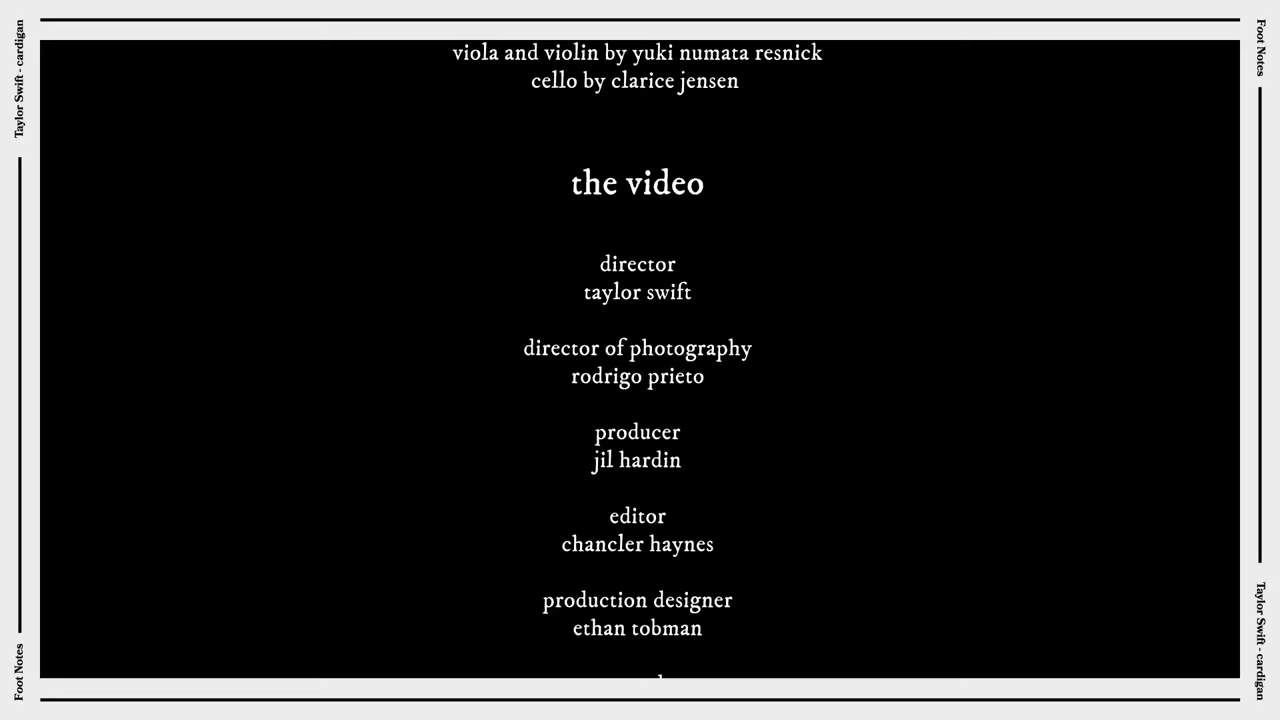 Taylor Swift - cardigan
Foot Notes
viola and violin by yuki numata resnick
cello by clarice jensen
the video
director
taylor swift
director of photography
rodrigo prieto
producer
jil hardin
editor
chancler haynes
production designer
ethan tobman
Foot Notes
Taylor Swift - cardigan